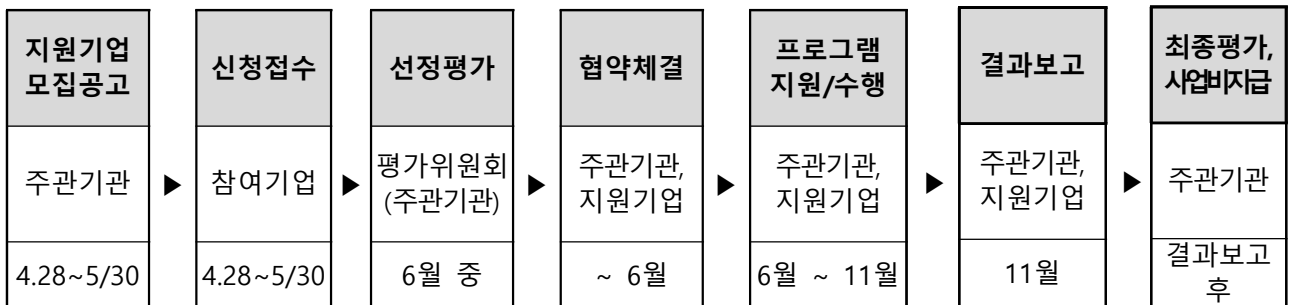 지원기업
모집공고
주관기관
4.28~5/30
▶
신청접수
참여기업
4.28~5/30
▶
선정평가
평가위원회
(주관기관)
6월 중
▶
협약체결
주관기관,
지원기업
~ 6월
▶
프로그램
지원/수행
주관기관,
지원기업
6월 ~ 11월
▶
결과보고
주관기관,
지원기업
11월
▶
최종평가,
사업비지급
주관기관
결과보고
후